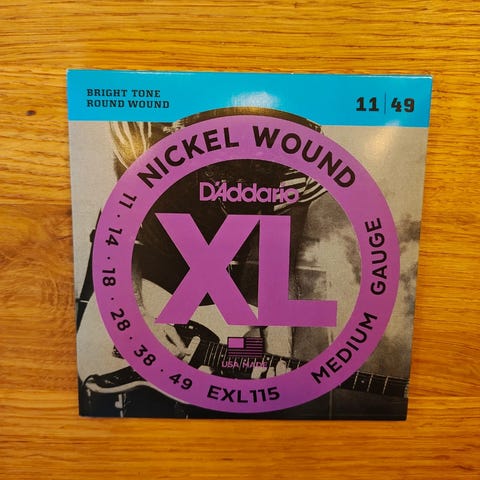 BRIGHT TONE
ROUND WOUND
11|49
NICKEL WOUND
D'Addario
XL
USA MADE
11 · 14 · 18 · 28 · 38 · 49
EXL115
MEDIUM GAUGE